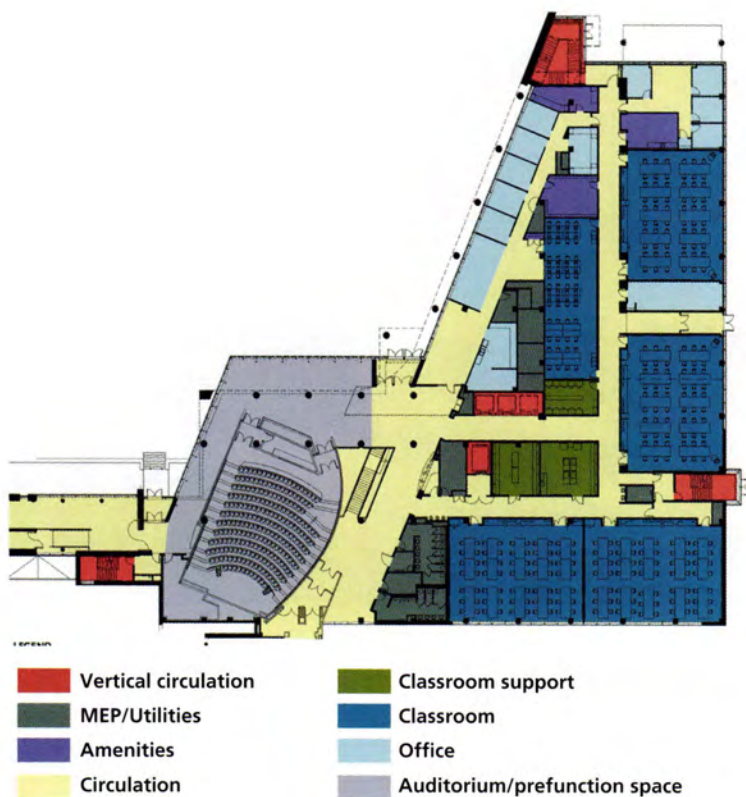 Vertical circulation
MEP/Utilities
Amenities
Circulation
Classroom support
Classroom
Office
Auditorium/prefunction space